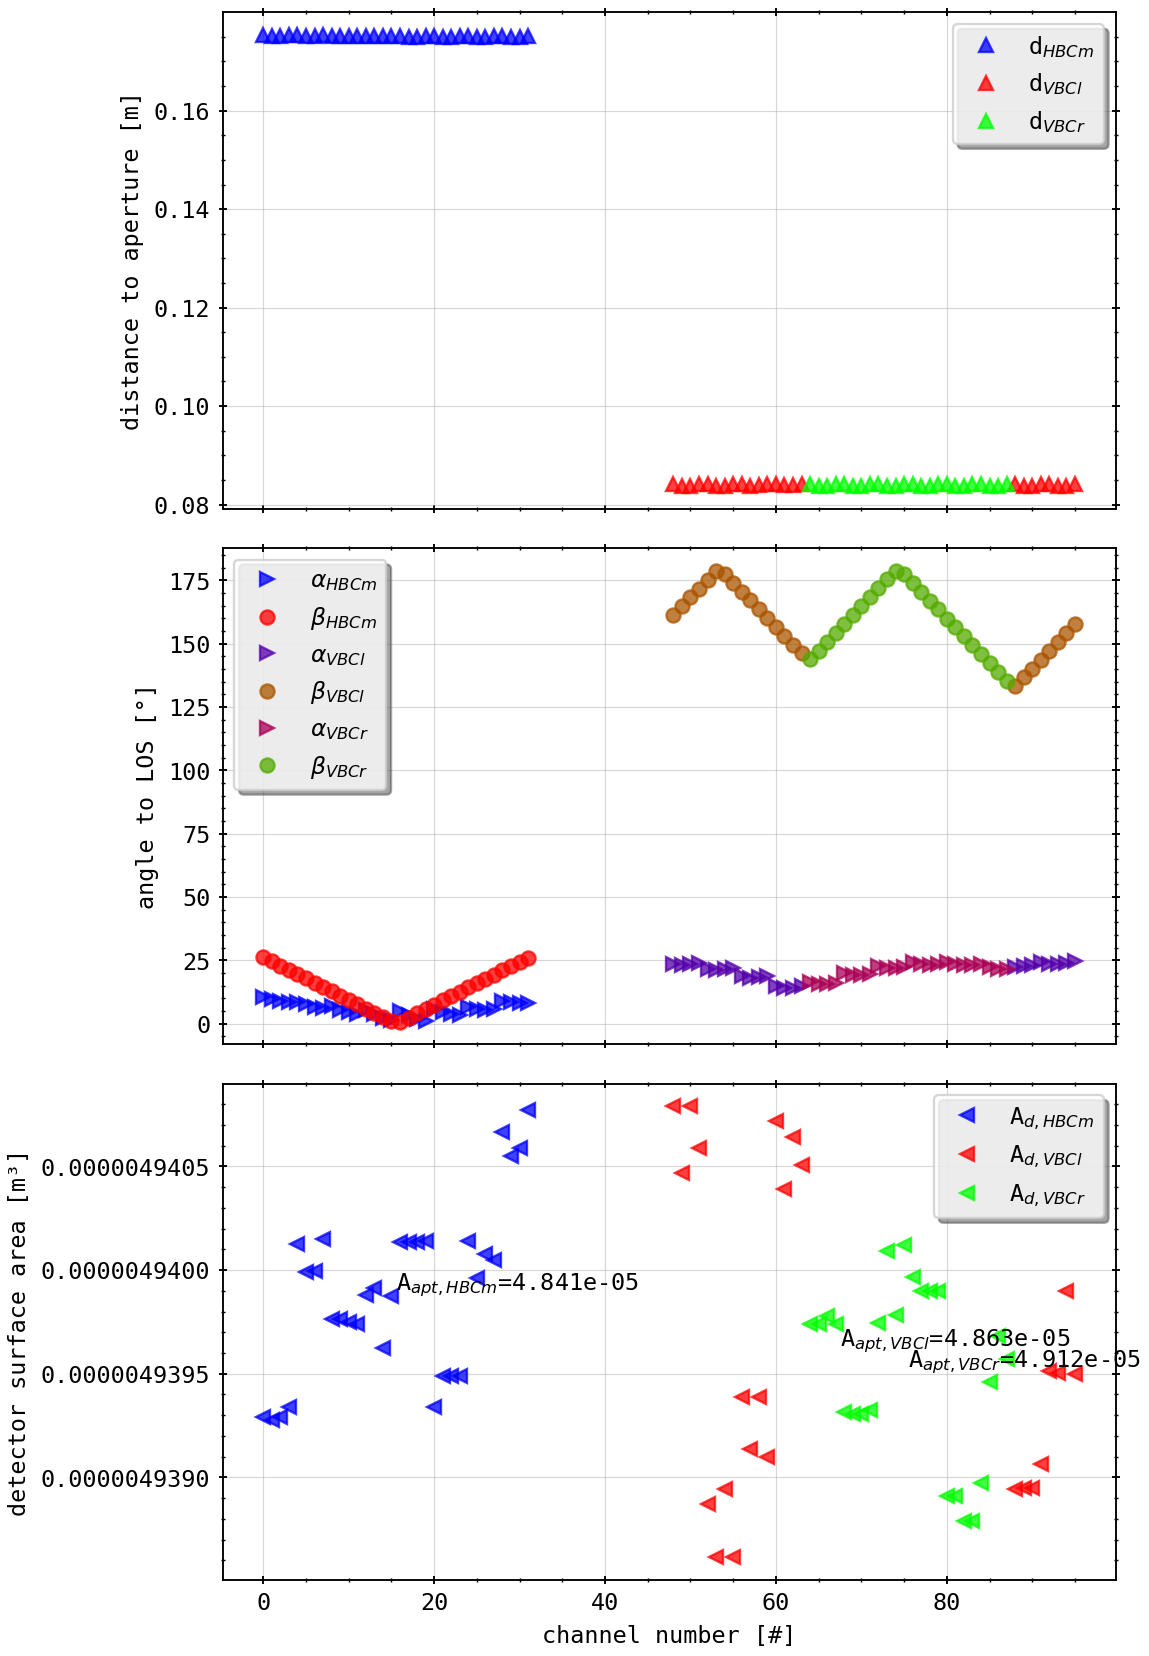 distance to aperture [m]
0.16
0.14
0.12
0.10
0.08
d_HBCm
d_VBCl
d_VBCr
angle to LOS [°]
175
150
125
100
75
50
25
0
α_HBCm
β_HBCm
α_VBCl
β_VBCl
α_VBCr
β_VBCr
detector surface area [m³]
0.0000049405
0.0000049400
0.0000049395
0.0000049390
A_d,HBCm
A_d,VBCl
A_d,VBCr
A_apt,HBCm=4.841e-05
A_apt,VBCl=4.863e-05
A_apt,VBCr=4.912e-05
0 20 40 60 80
channel number [#]